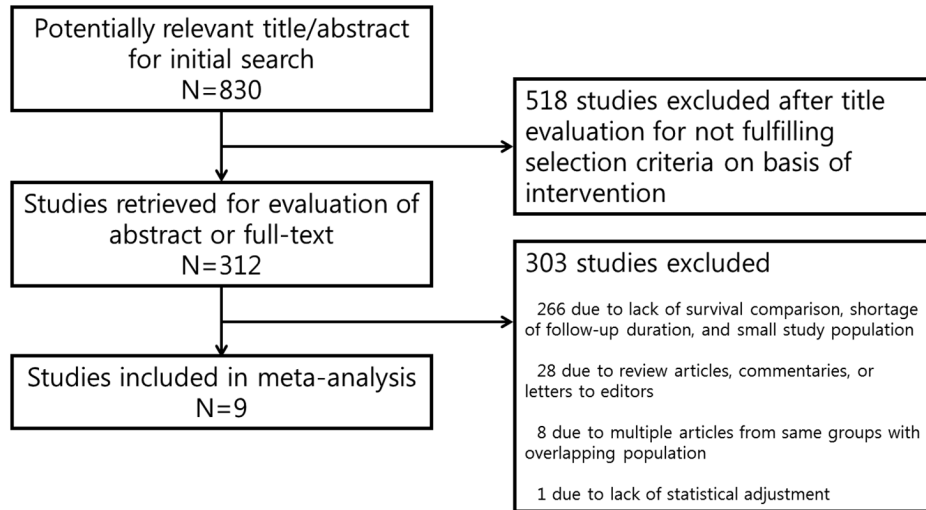 Potentially relevant title/abstract
for initial search
N=830
518 studies excluded after title
evaluation for not fulfilling
selection criteria on basis of
intervention
Studies retrieved for evaluation of
abstract or full-text
N=312
303 studies excluded
266 due to lack of survival comparison, shortage
of follow-up duration, and small study population
28 due to review articles, commentaries, or
letters to editors
8 due to multiple articles from same groups with
overlapping population
1 due to lack of statistical adjustment
Studies included in meta-analysis
N=9